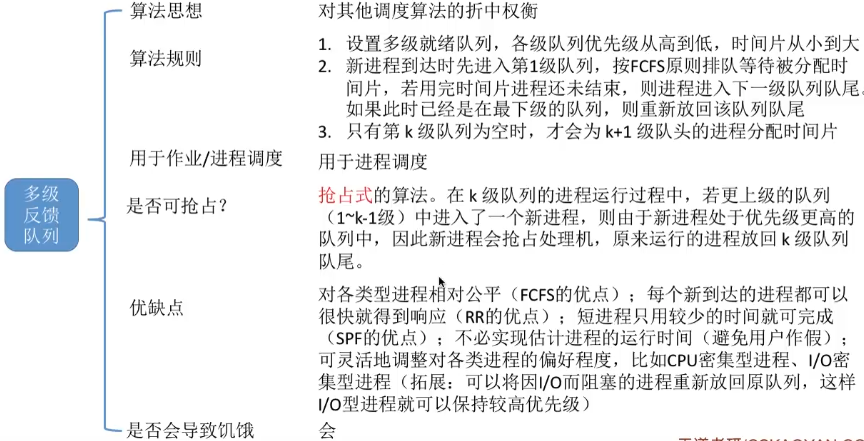 算法思想
对其他调度算法的折中权衡
算法规则
1. 设置多级就绪队列，各级队列优先级从高到低，时间片从小到大
2. 新进程到达时先进入第1级队列，按FCFS原则排队等待被分配时
间片，若用完时间片进程还未结束，则进程进入下一级队列队尾。
如果此时已经是在最下级的队列，则重新放回该队列队尾
3. 只有第 k 级队列为空时，才会为 k+1 级队头的进程分配时间片
用于作业/进程调度
用于进程调度
多级
反馈
队列
是否可抢占？
抢占式的算法。在 k 级队列的进程运行过程中，若更上级的队列
（1~k-1级）中进入了一个新进程，则由于新进程处于优先级更高的
队列中，因此新进程会抢占处理机，原来运行的进程放回 k 级队列
队尾。
优缺点
对各类型进程相对公平（FCFS的优点）；每个新到达的进程都可以
很快就得到响应（RR的优点）；短进程只用较少的时间就可完成
（SPF的优点）；不必实现估计进程的运行时间（避免用户作假）；
可灵活地调整对各类进程的偏好程度，比如CPU密集型进程、I/O密
集型进程（拓展：可以将因I/O而阻塞的进程重新放回原队列，这样
I/O型进程就可以保持较高优先级）
是否会导致饥饿
会